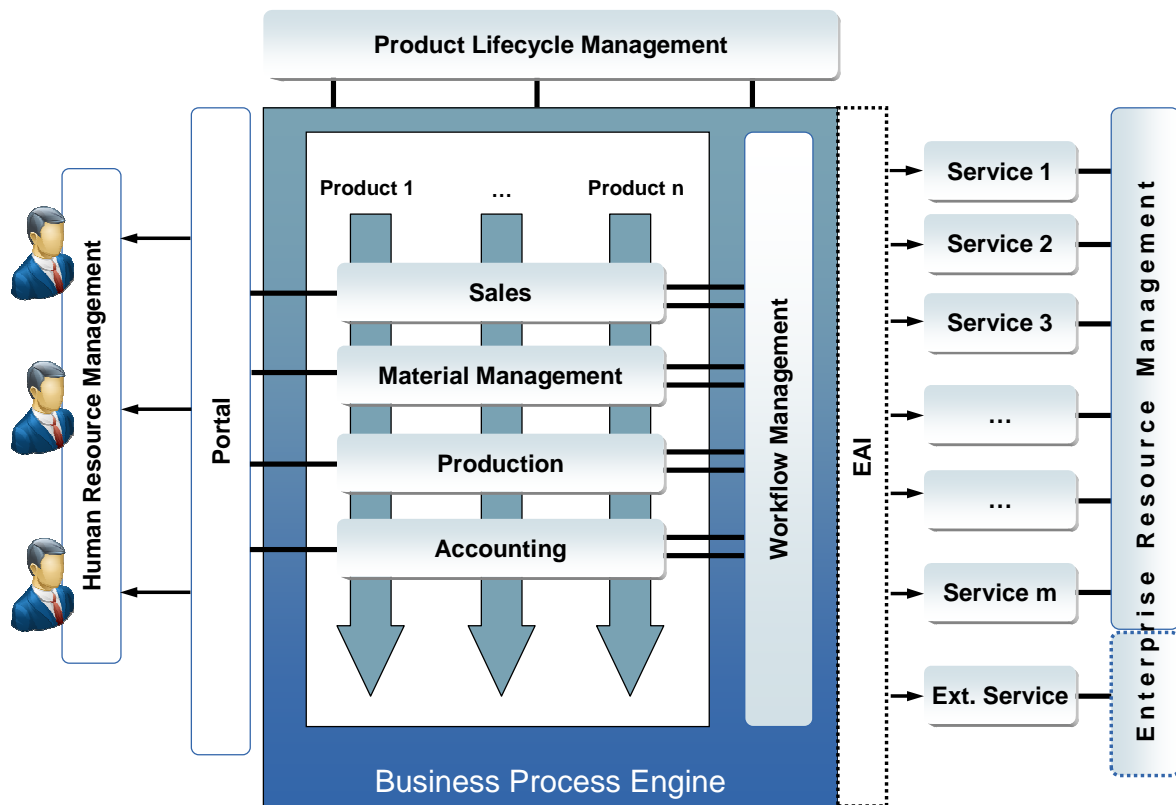 Product Lifecycle Management
Human Resource Management
Portal
Product 1
...
Product n
Sales
Material Management
Production
Accounting
Workflow Management
Business Process Engine
EAI
Service 1
Service 2
Service 3
...
...
Service m
Ext. Service
Enterprise Resource Management